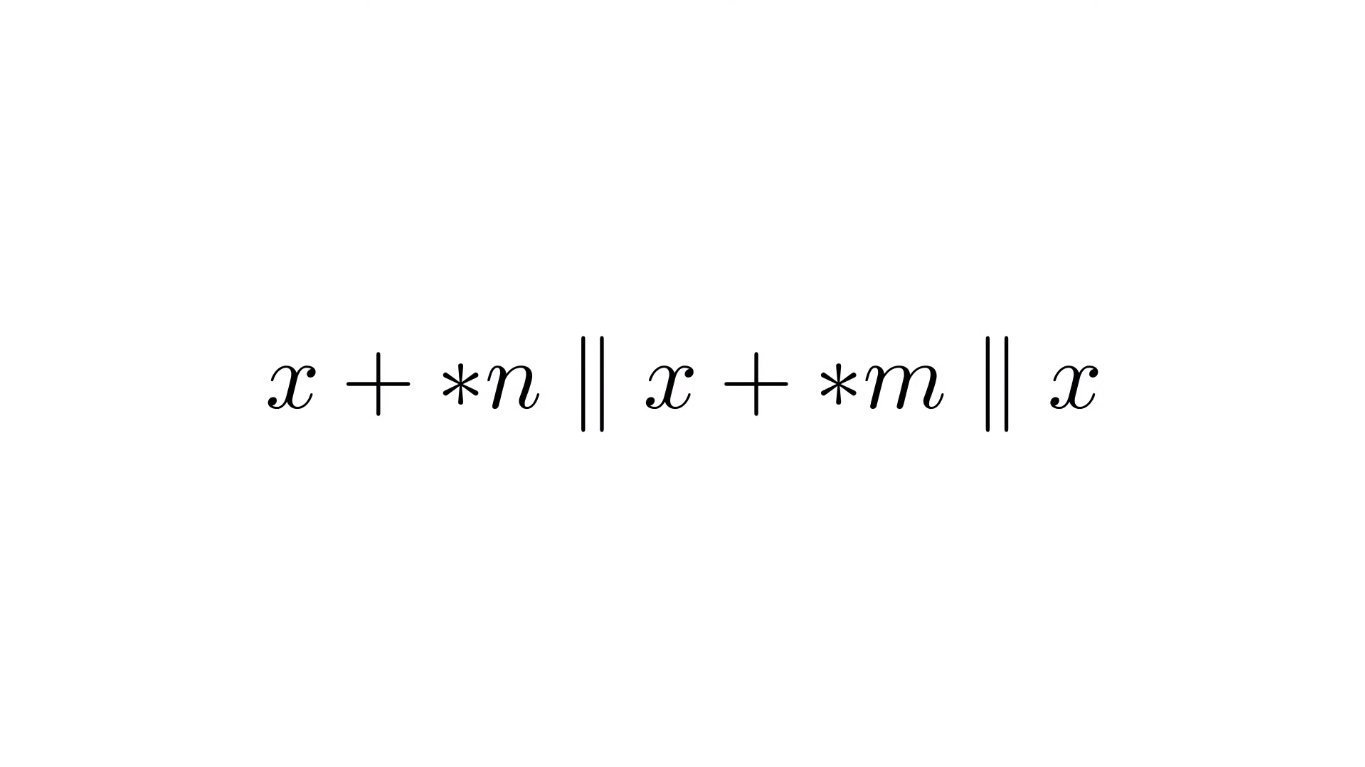 x + *n ∥ x + *m ∥ x